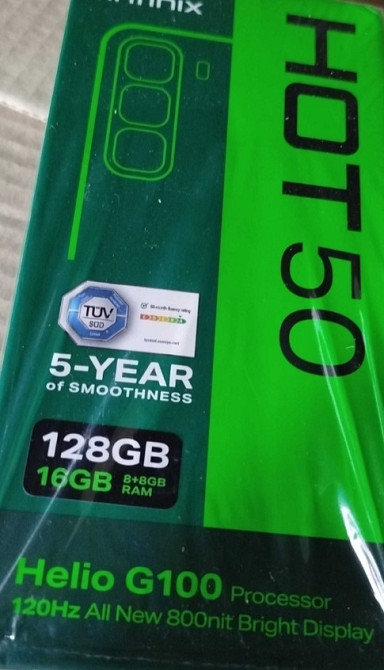 HOT 50
TÜV
SÜD
5-YEAR
of SMOOTHNESS
128GB
16GB 8+8GB
RAM
Helio G100 Processor
120Hz All New 800nit Bright Display